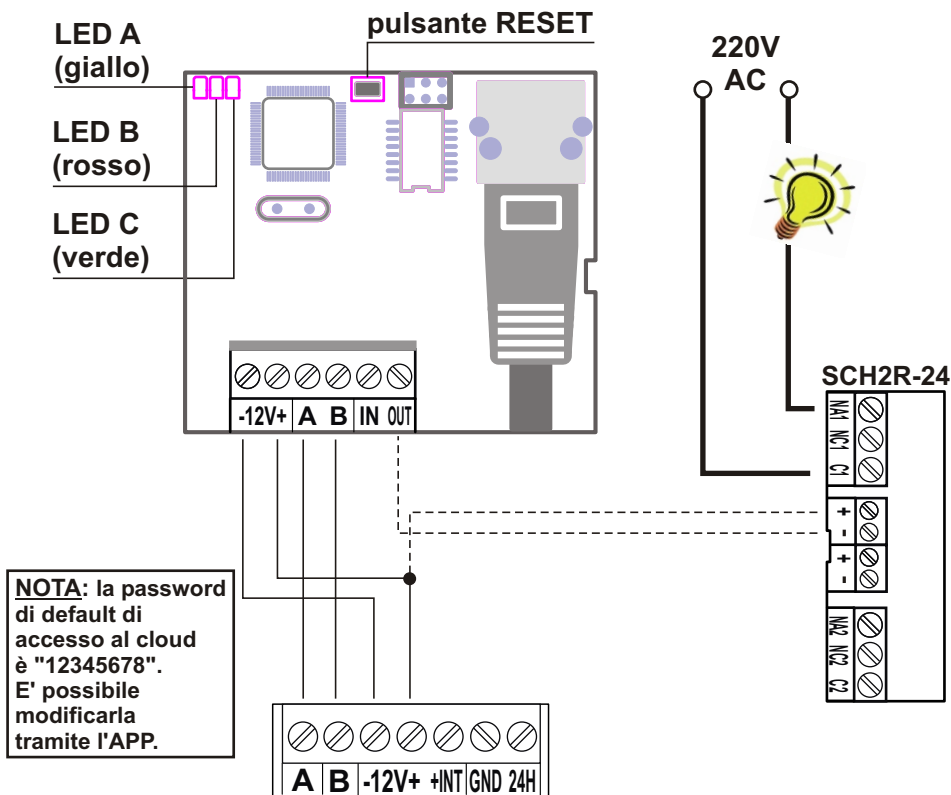 LED A
(giallo)
pulsante RESET
220V
AC
LED B
(rosso)
LED C
(verde)
SCH2R-24
-12V+ A B IN OUT
NA1
NC1
C1
+
-
+
-
NA2
NC2
C2
NOTA: la password
di default di
accesso al cloud
è "12345678".
E' possibile
modificarla
tramite l'APP.
A B -12V+ +INT GND 24H